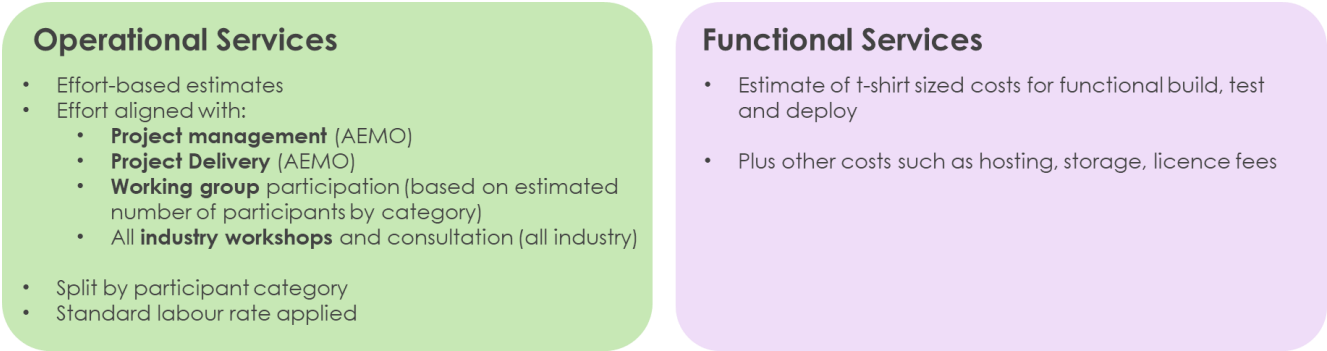 Operational Services
• Effort-based estimates
• Effort aligned with:
• Project management (AEMO)
• Project Delivery (AEMO)
• Working group participation (based on estimated
number of participants by category)
• All industry workshops and consultation (all industry)
• Split by participant category
• Standard labour rate applied
Functional Services
• Estimate of t-shirt sized costs for functional build, test
and deploy
• Plus other costs such as hosting, storage, licence fees